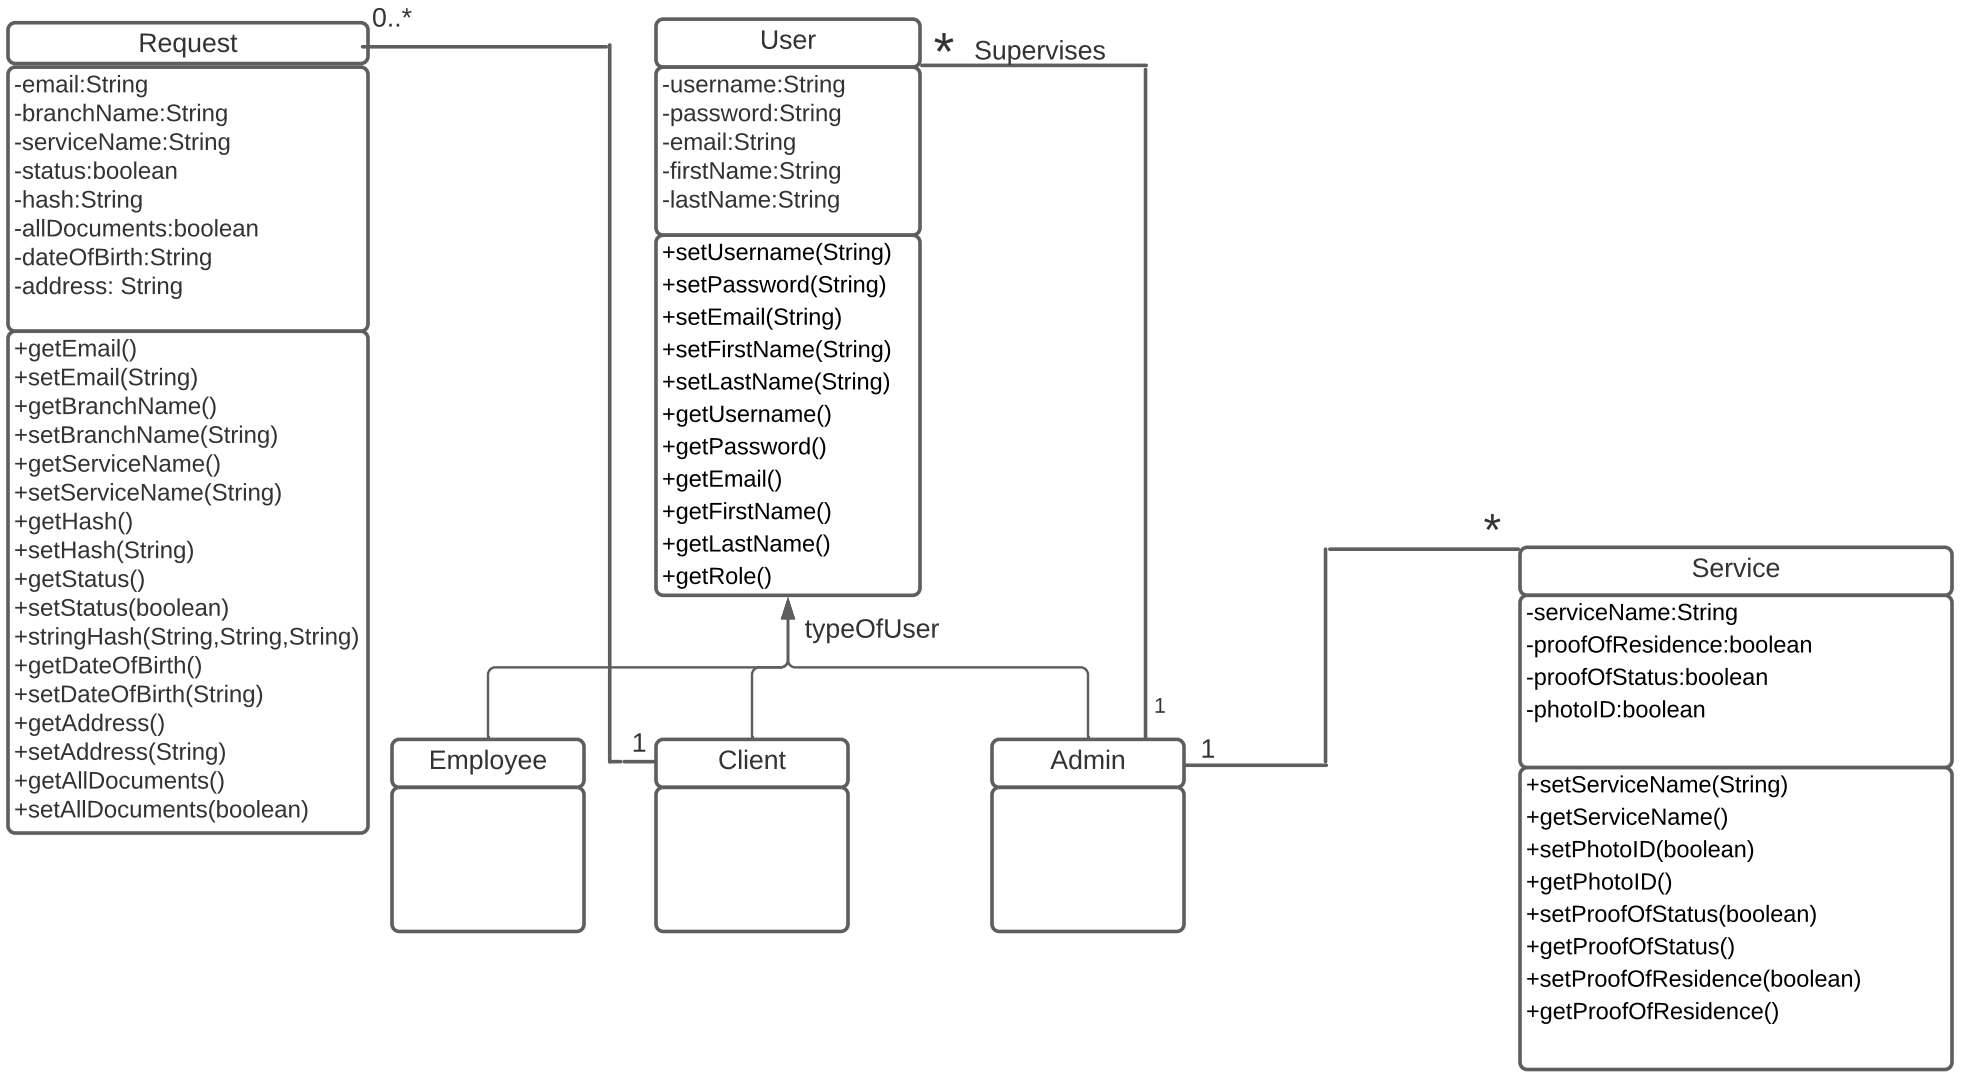 0..*
Request
-email:String
-branchName:String
-serviceName:String
-status:boolean
-hash:String
-allDocuments:boolean
-dateOfBirth:String
-address: String
+getEmail()
+setEmail(String)
+getBranchName()
+setBranchName(String)
+getServiceName()
+setServiceName(String)
+getHash()
+setHash(String)
+getStatus()
+setStatus(boolean)
+stringHash(String,String,String)
+getDateOfBirth()
+setDateOfBirth(String)
+getAddress()
+setAddress(String)
+getAllDocuments()
+setAllDocuments(boolean)
User
-username:String
-password:String
-email:String
-firstName:String
-lastName:String
+setUsername(String)
+setPassword(String)
+setEmail(String)
+setFirstName(String)
+setLastName(String)
+getUsername()
+getPassword()
+getEmail()
+getFirstName()
+getLastName()
+getRole()
* Supervises
typeOfUser
Employee
1
Client
1
Admin
1
*
Service
-serviceName:String
-proofOfResidence:boolean
-proofOfStatus:boolean
-photoID:boolean
+setServiceName(String)
+getServiceName()
+setPhotoID(boolean)
+getPhotoID()
+setProofOfStatus(boolean)
+getProofOfStatus()
+setProofOfResidence(boolean)
+getProofOfResidence()